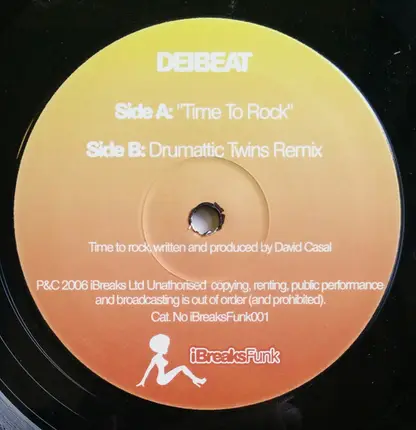 DEIBEAT
Side A: "Time To Rock"
Side B: Drumattic Twins Remix
Time to rock, written and produced by David Casal
P&C 2006 iBreaks Ltd Unathorised copying, renting, public performance
and broadcasting is out of order (and prohibited).
Cat. No iBreaksFunk001
iBreaksFunk